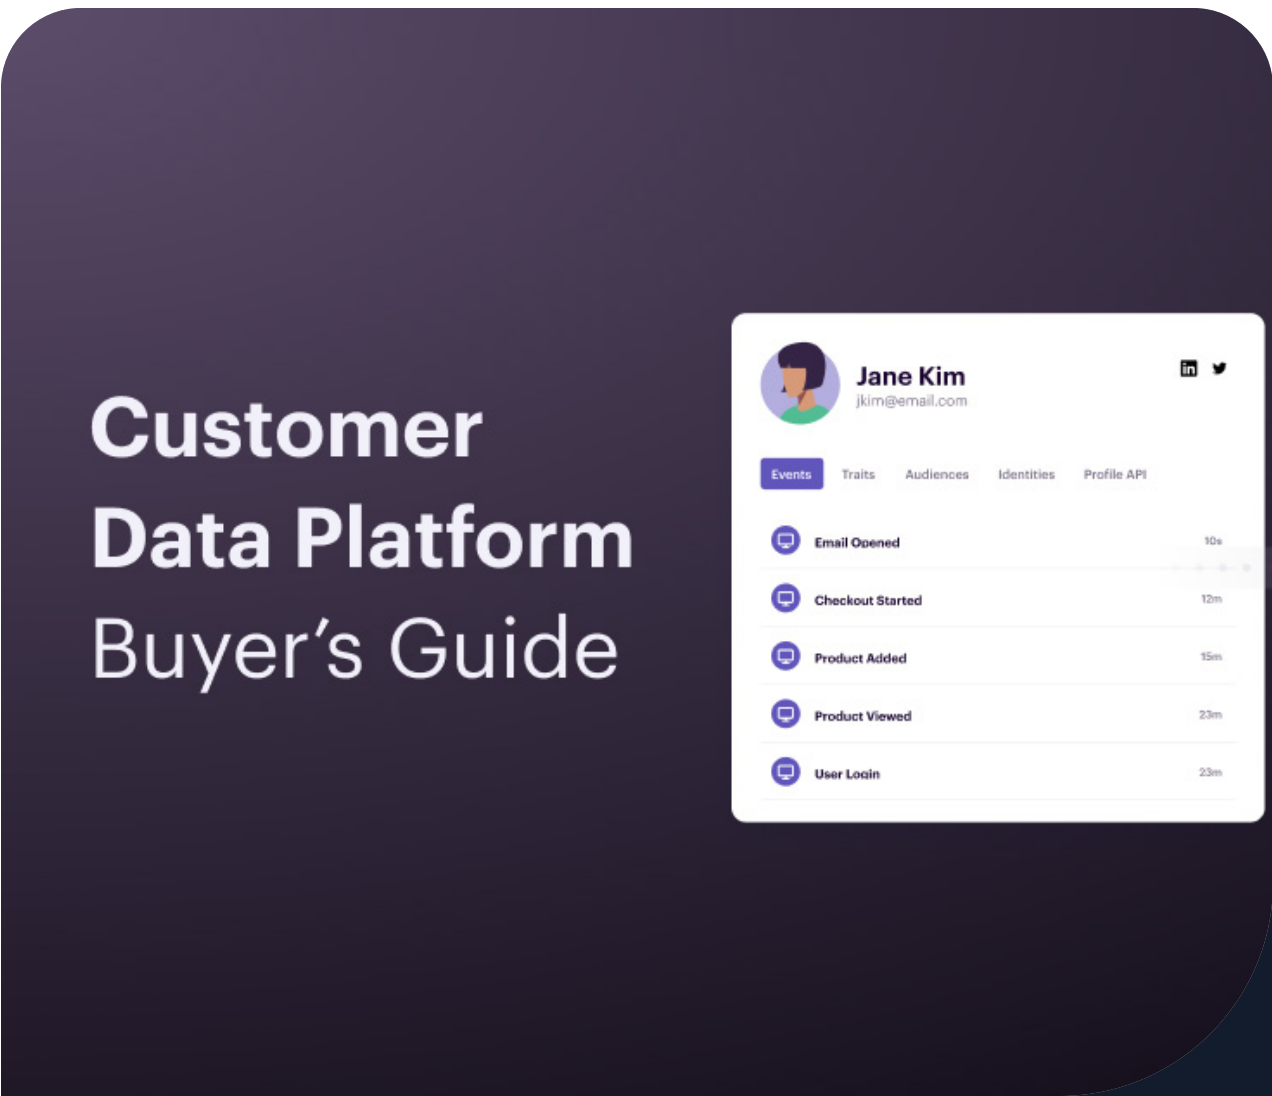 Customer
Data Platform
Buyer’s Guide
Jane Kim
jkim@email.com
in
Events Traits Audiences Identities Profile API
Email Opened 10s
Checkout Started 12m
Product Added 15m
Product Viewed 23m
User Login 23m